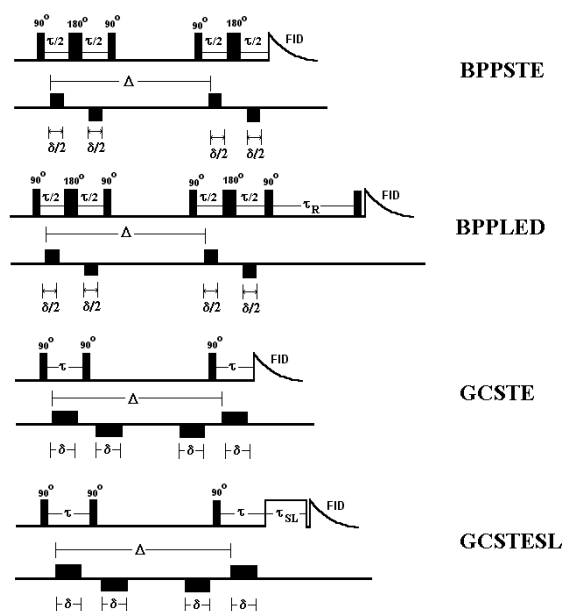 90° 180° 90° 90° 180°
τ/2 τ/2 τ/2 τ/2 FID
BPPSTE
Δ
δ/2 δ/2 δ/2 δ/2
90° 180° 90° 90° 180° 90°
τ/2 τ/2 τ/2 τ/2 τR FID
BPPLED
Δ
δ/2 δ/2 δ/2 δ/2
90° 90° 90°
τ τ FID
GCSTE
Δ
δ δ δ δ
90° 90° 90°
τ τ τSL FID
GCSTESL
Δ
δ δ δ δ